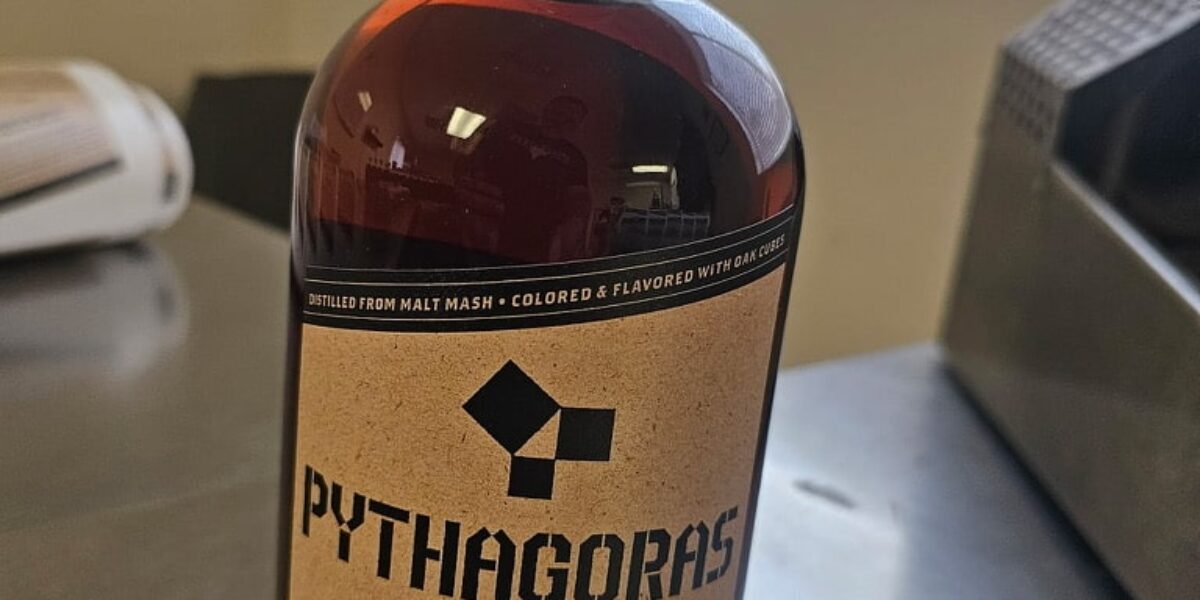 DISTILLED FROM MALT MASH • COLORED & FLAVORED WITH OAK CUBES
PYTHAGORAS